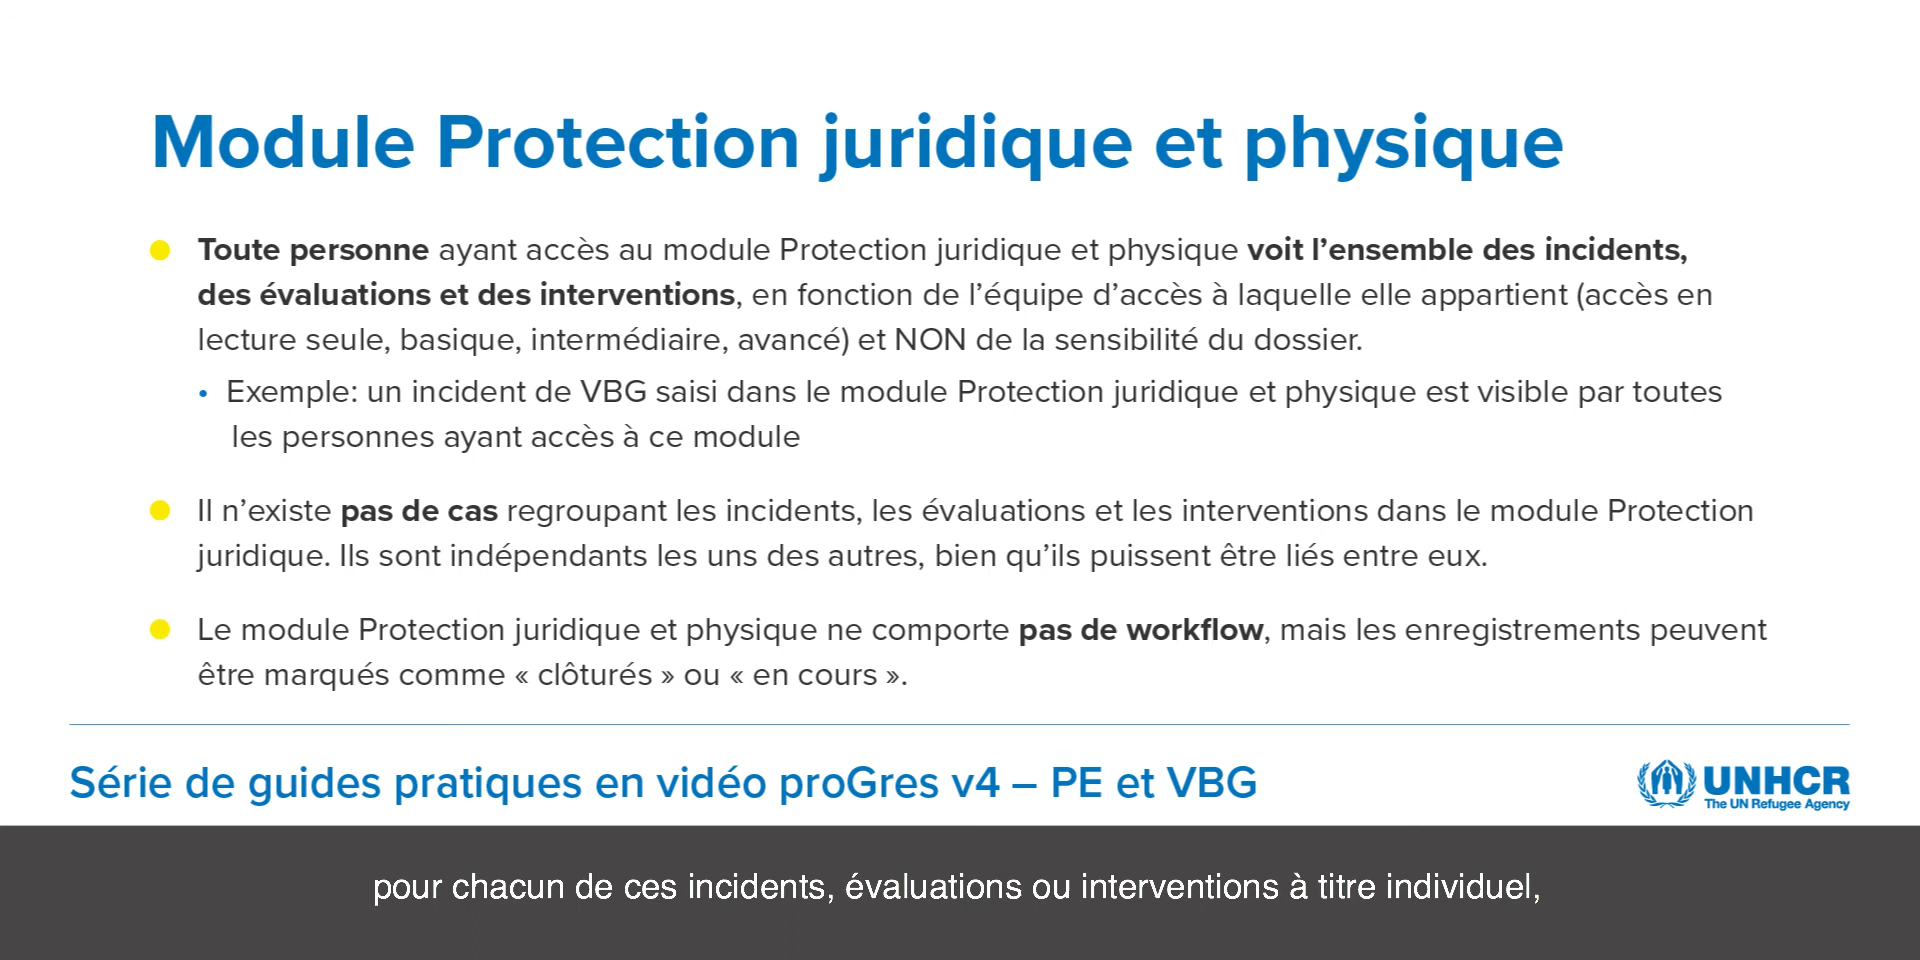 Module Protection juridique et physique
Toute personne ayant accès au module Protection juridique et physique voit l’ensemble des incidents,
des évaluations et des interventions, en fonction de l’équipe d’accès à laquelle elle appartient (accès en
lecture seule, basique, intermédiaire, avancé) et NON de la sensibilité du dossier.
• Exemple: un incident de VBG saisi dans le module Protection juridique et physique est visible par toutes
les personnes ayant accès à ce module
Il n’existe pas de cas regroupant les incidents, les évaluations et les interventions dans le module Protection
juridique. Ils sont indépendants les uns des autres, bien qu’ils puissent être liés entre eux.
Le module Protection juridique et physique ne comporte pas de workflow, mais les enregistrements peuvent
être marqués comme « clôturés » ou « en cours ».
Série de guides pratiques en vidéo proGres v4 – PE et VBG
UNHCR
The UN Refugee Agency
pour chacun de ces incidents, évaluations ou interventions à titre individuel,